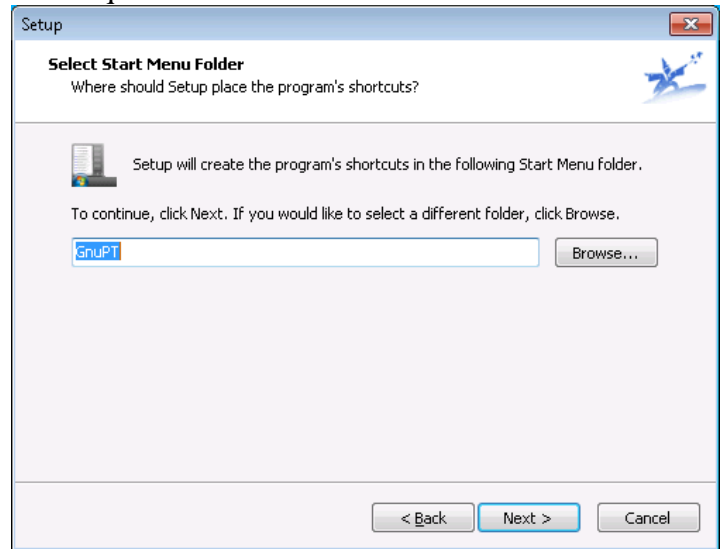 Setup
Select Start Menu Folder
Where should Setup place the program's shortcuts?
Setup will create the program's shortcuts in the following Start Menu folder.
To continue, click Next. If you would like to select a different folder, click Browse.
GnuPT
Browse...
< Back
Next >
Cancel